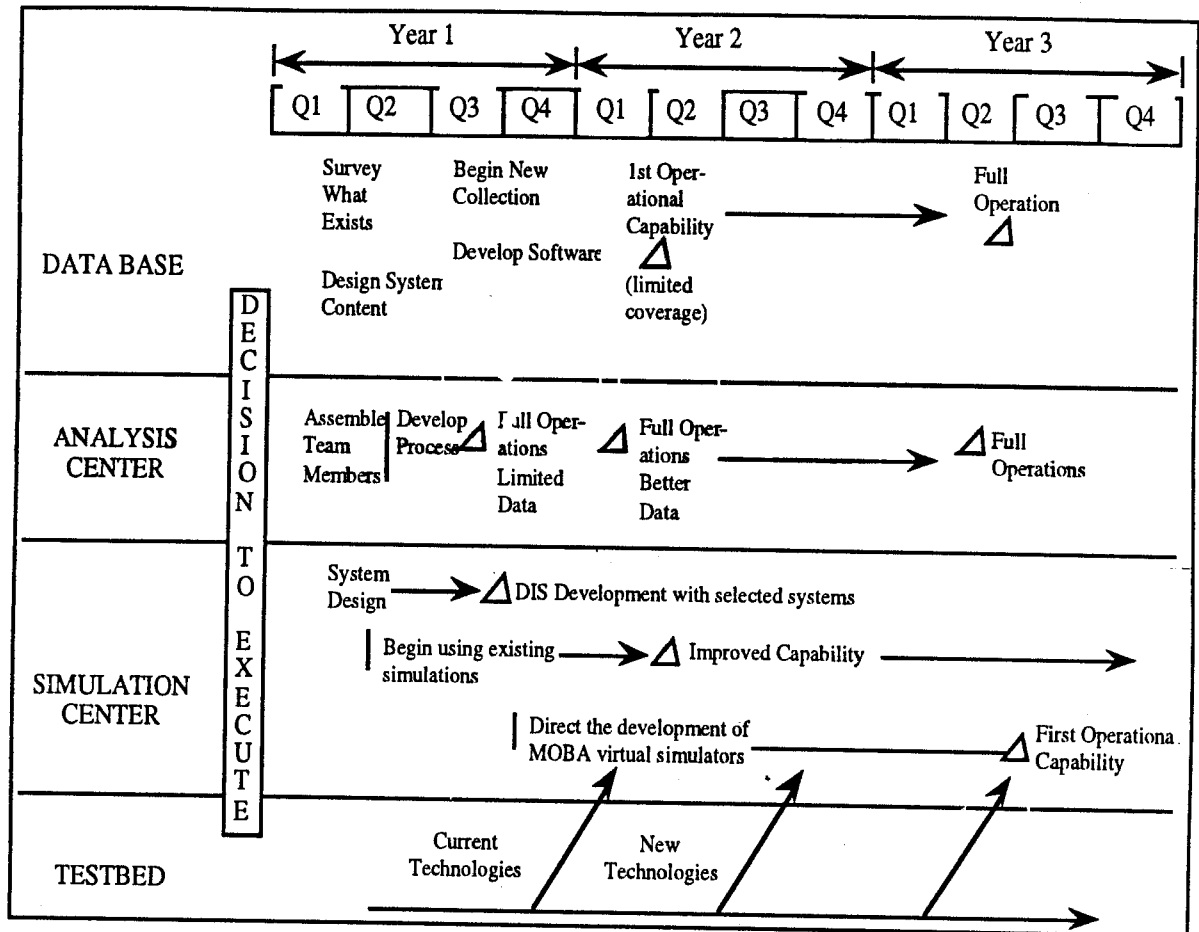 Year 1 Year 2 Year 3
Q1 Q2 Q3 Q4 Q1 Q2 Q3 Q4 Q1 Q2 Q3 Q4
DATA BASE
Survey
What
Exists
Design System
Content
Begin New
Collection
Develop Software
1st Oper-
ational
Capability
(limited
coverage)
Full
Operation
DECISION TO EXECUTE
ANALYSIS
CENTER
Assemble
Team
Members
Develop
Process
Full Oper-
ations
Limited
Data
Full Oper-
ations
Better
Data
Full
Operations
SIMULATION
CENTER
System
Design
DIS Development with selected systems
Begin using existing
simulations
Improved Capability
Direct the development of
MOBA virtual simulators
First Operationa
Capability
TESTBED
Current
Technologies
New
Technologies